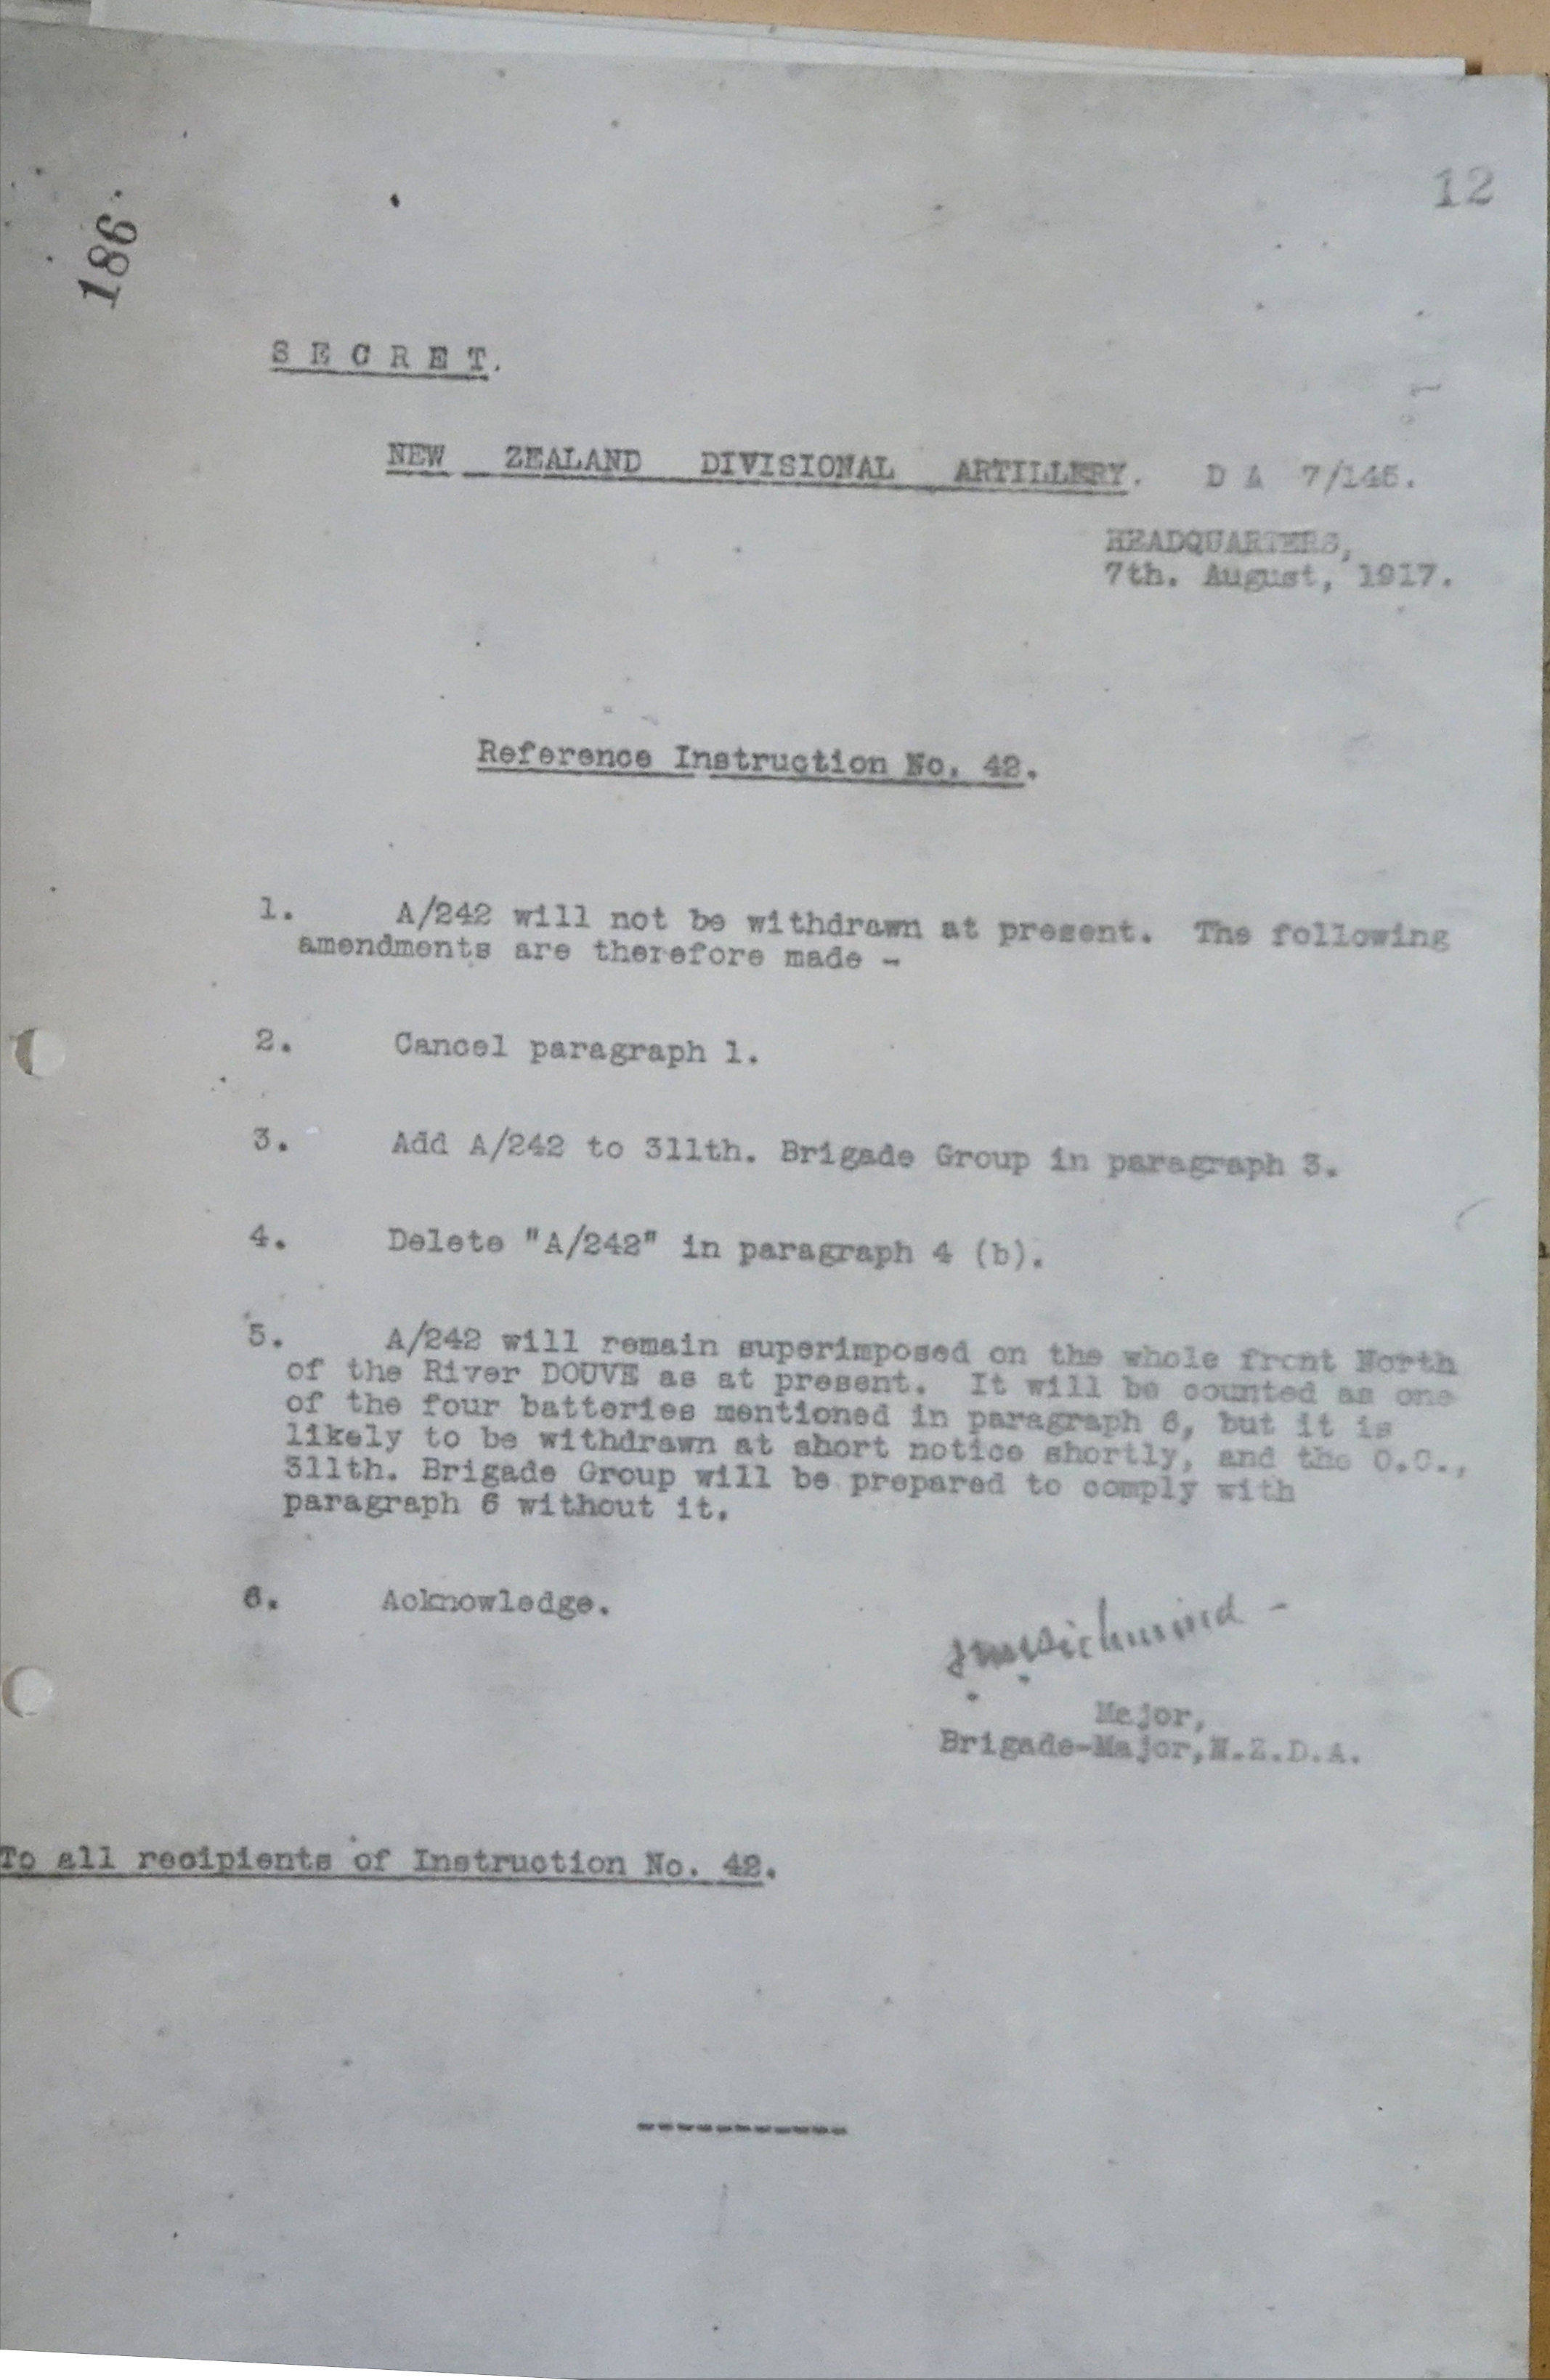 12
186
S E C R E T.
NEW ZEALAND DIVISIONAL ARTILLERY. D A 7/145.
HEADQUARTERS,
7th. August, 1917.
Reference Instruction No. 42.
1. A/242 will not be withdrawn at present. The following
amendments are therefore made -
2. Cancel paragraph 1.
3. Add A/242 to 311th. Brigade Group in paragraph 3.
4. Delete "A/242" in paragraph 4 (b).
5. A/242 will remain superimposed on the whole front North
of the River DOUVE as at present. It will be counted as one
of the four batteries mentioned in paragraph 6, but it is
likely to be withdrawn at short notice shortly, and the O.C.,
311th. Brigade Group will be prepared to comply with
paragraph 6 without it.
6. Acknowledge.
JMRichmond -
Major,
Brigade-Major,N.Z.D.A.
To all recipients of Instruction No. 42.
-----------